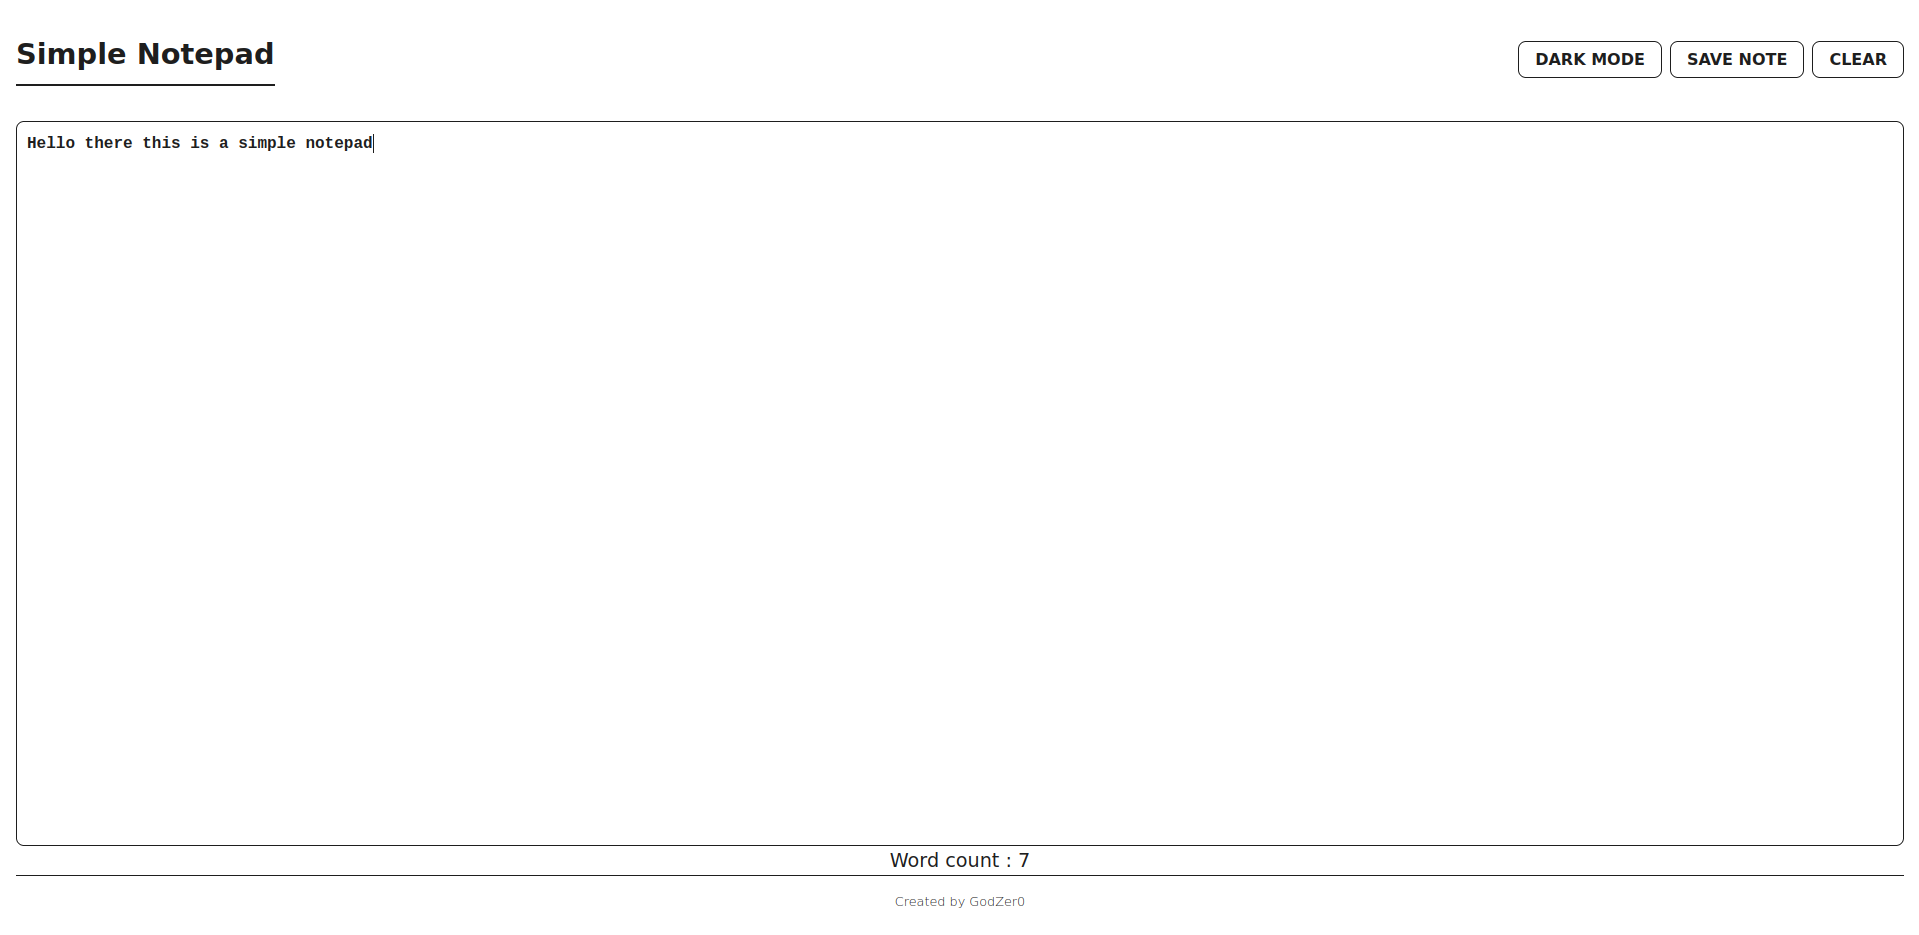 Simple Notepad
DARK MODE
SAVE NOTE
CLEAR
Hello there this is a simple notepad
Word count : 7
Created by GodZer0